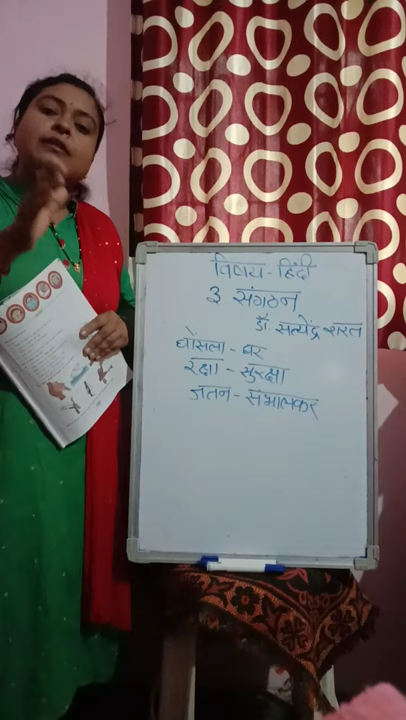 विषय - हिंदी
3 संगठन
डॉ सत्येंद्र शरत
घोंसला - घर
रक्षा - सुरक्षा
जतन - संभालकर